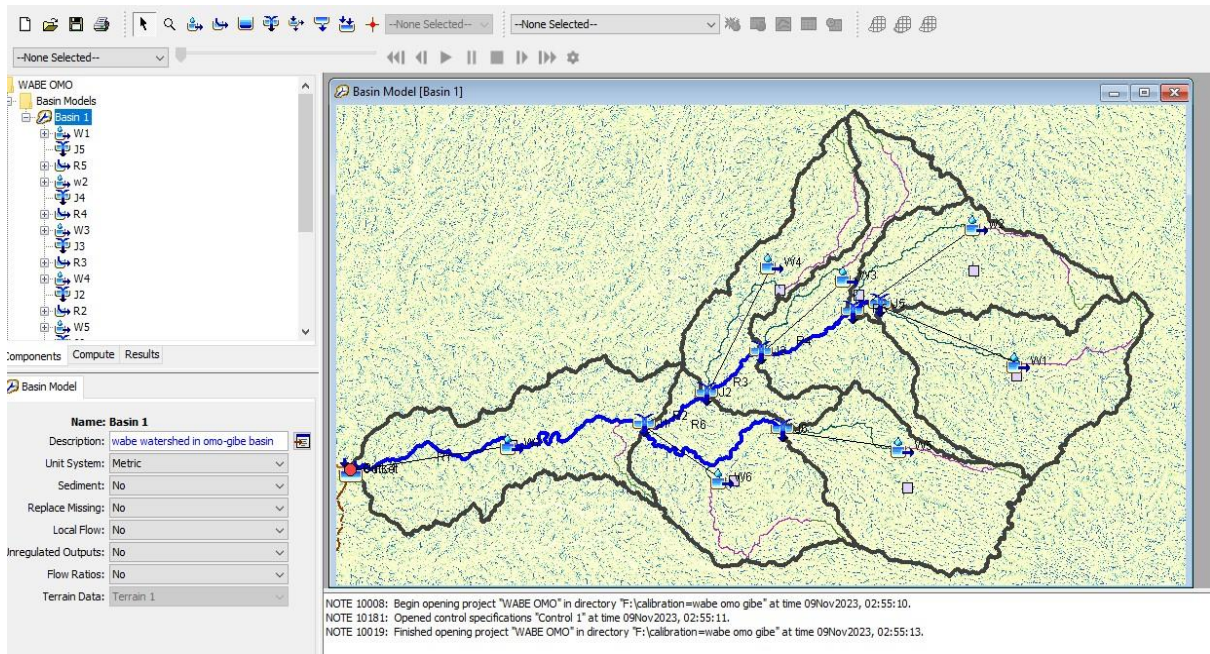 --None Selected--
--None Selected--
--None Selected--
WABE OMO
Basin Models
Basin 1
W1
J5
R5
w2
J4
R4
W3
J3
R3
W4
J2
R2
W5
Components Compute Results
Basin Model
Name: Basin 1
Description: wabe watershed in omo-gibe basin
Unit System: Metric
Sediment: No
Replace Missing: No
Local Flow: No
Unregulated Outputs: No
Flow Ratios: No
Terrain Data: Terrain 1
Basin Model [Basin 1]
W4
W3
J5
W1
R3
J2
R6
W6
NOTE 10008: Begin opening project "WABE OMO" in directory "F:\calibration=wabe omo gibe" at time 09Nov2023, 02:55:10.
NOTE 10181: Opened control specifications "Control 1" at time 09Nov2023, 02:55:11.
NOTE 10019: Finished opening project "WABE OMO" in directory "F:\calibration=wabe omo gibe" at time 09Nov2023, 02:55:13.